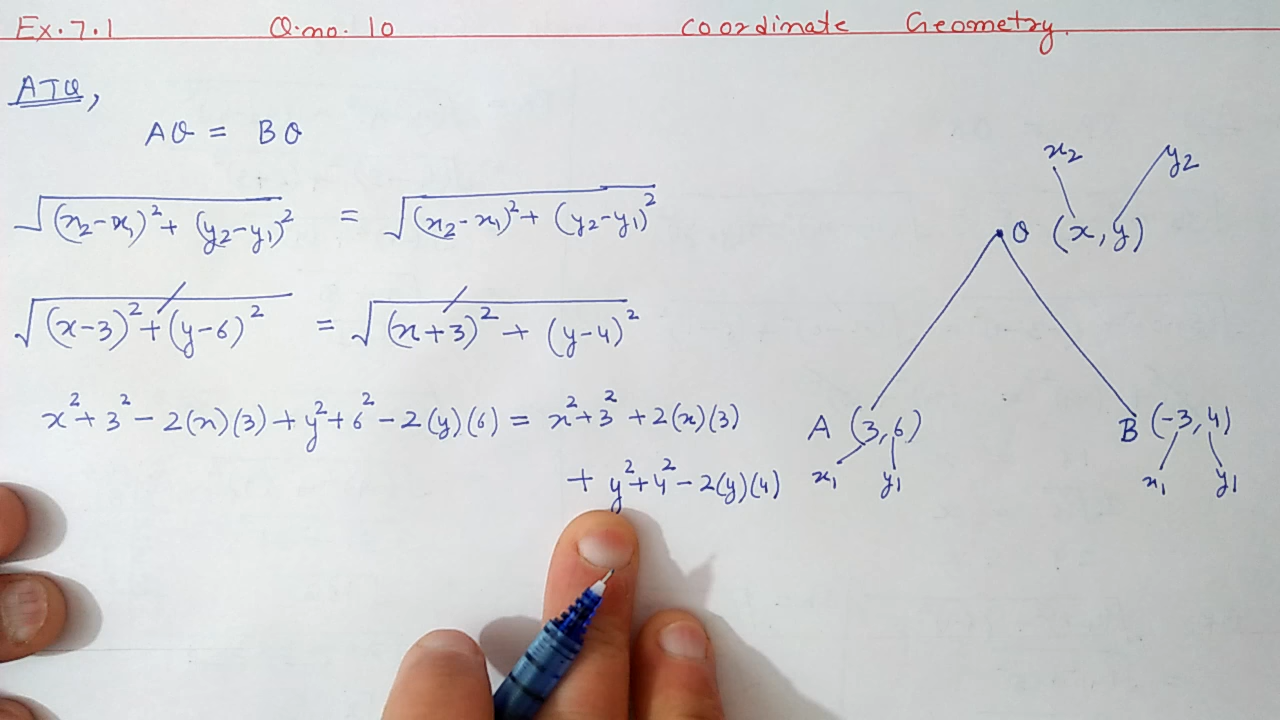 Ex. 7.1 Q.no. 10 Coordinate Geometry.
ATQ,
AO = BO
√(x₂-x₁)² + (y₂-y₁)² = √(x₂-x₁)² + (y₂-y₁)²
√(x-3)² + (y-6)² = √(x+3)² + (y-4)²
x² + 3² - 2(x)(3) + y² + 6² - 2(y)(6) = x² + 3² + 2(x)(3)
+ y² + 4² - 2(y)(4)
x₂ y₂
O (x, y)
A (3, 6) B (-3, 4)
x₁ y₁ x₁ y₁